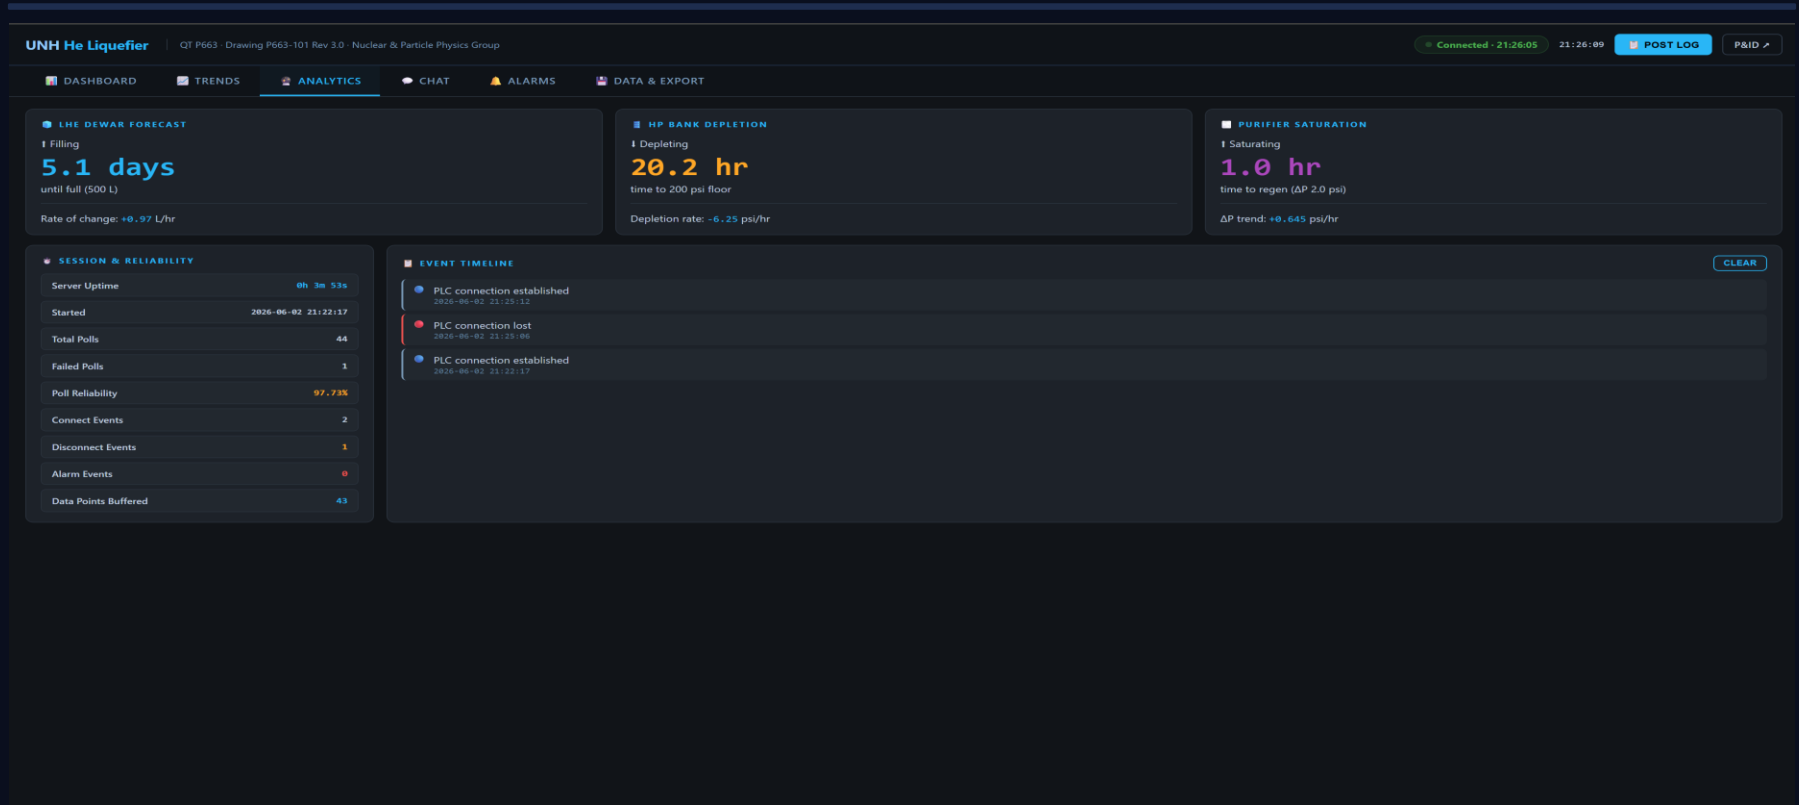 UNH He Liquefier
QT P663 · Drawing P663-101 Rev 3.0 · Nuclear & Particle Physics Group
Connected · 21:26:05
21:26:09
POST LOG
P&ID ↗
DASHBOARD
TRENDS
ANALYTICS
CHAT
ALARMS
DATA & EXPORT
LHE DEWAR FORECAST
⬆ Filling
5.1 days
until full (500 L)
Rate of change: +0.97 L/hr
HP BANK DEPLETION
⬇ Depleting
20.2 hr
time to 200 psi floor
Depletion rate: -6.25 psi/hr
PURIFIER SATURATION
⬆ Saturating
1.0 hr
time to regen (ΔP 2.0 psi)
ΔP trend: +0.645 psi/hr
SESSION & RELIABILITY
Server Uptime 0h 3m 53s
Started 2026-06-02 21:22:17
Total Polls 44
Failed Polls 1
Poll Reliability 97.73%
Connect Events 2
Disconnect Events 1
Alarm Events 0
Data Points Buffered 43
EVENT TIMELINE
CLEAR
PLC connection established
2026-06-02 21:25:12
PLC connection lost
2026-06-02 21:25:06
PLC connection established
2026-06-02 21:22:17